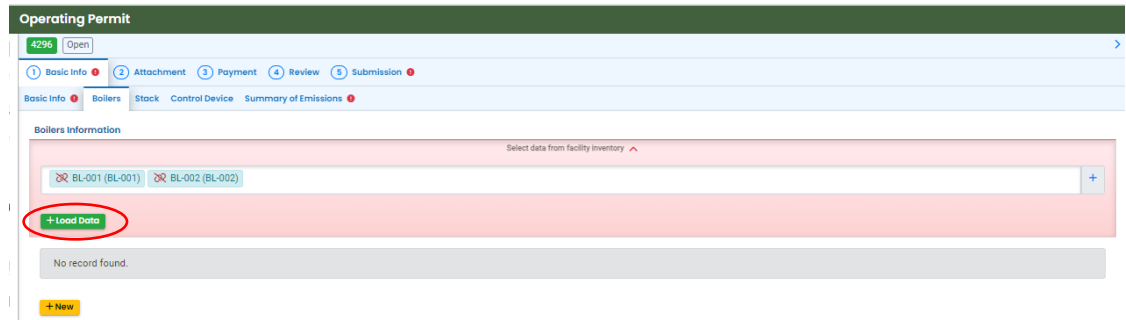 Operating Permit
4296 Open
1 Basic Info 2 Attachment 3 Payment 4 Review 5 Submission
Basic Info Boilers Stack Control Device Summary of Emissions
Boilers Information
Select data from facility inventory
BL-001 (BL-001) BL-002 (BL-002) +
+ Load Data
No record found.
+ New